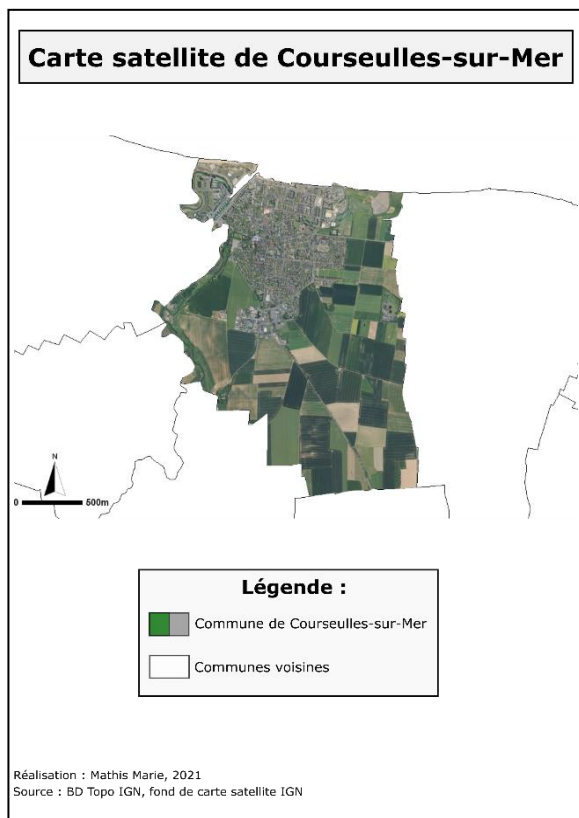 Carte satellite de Courseulles-sur-Mer
N
0 500m
Légende :
Commune de Courseulles-sur-Mer
Communes voisines
Réalisation : Mathis Marie, 2021
Source : BD Topo IGN, fond de carte satellite IGN